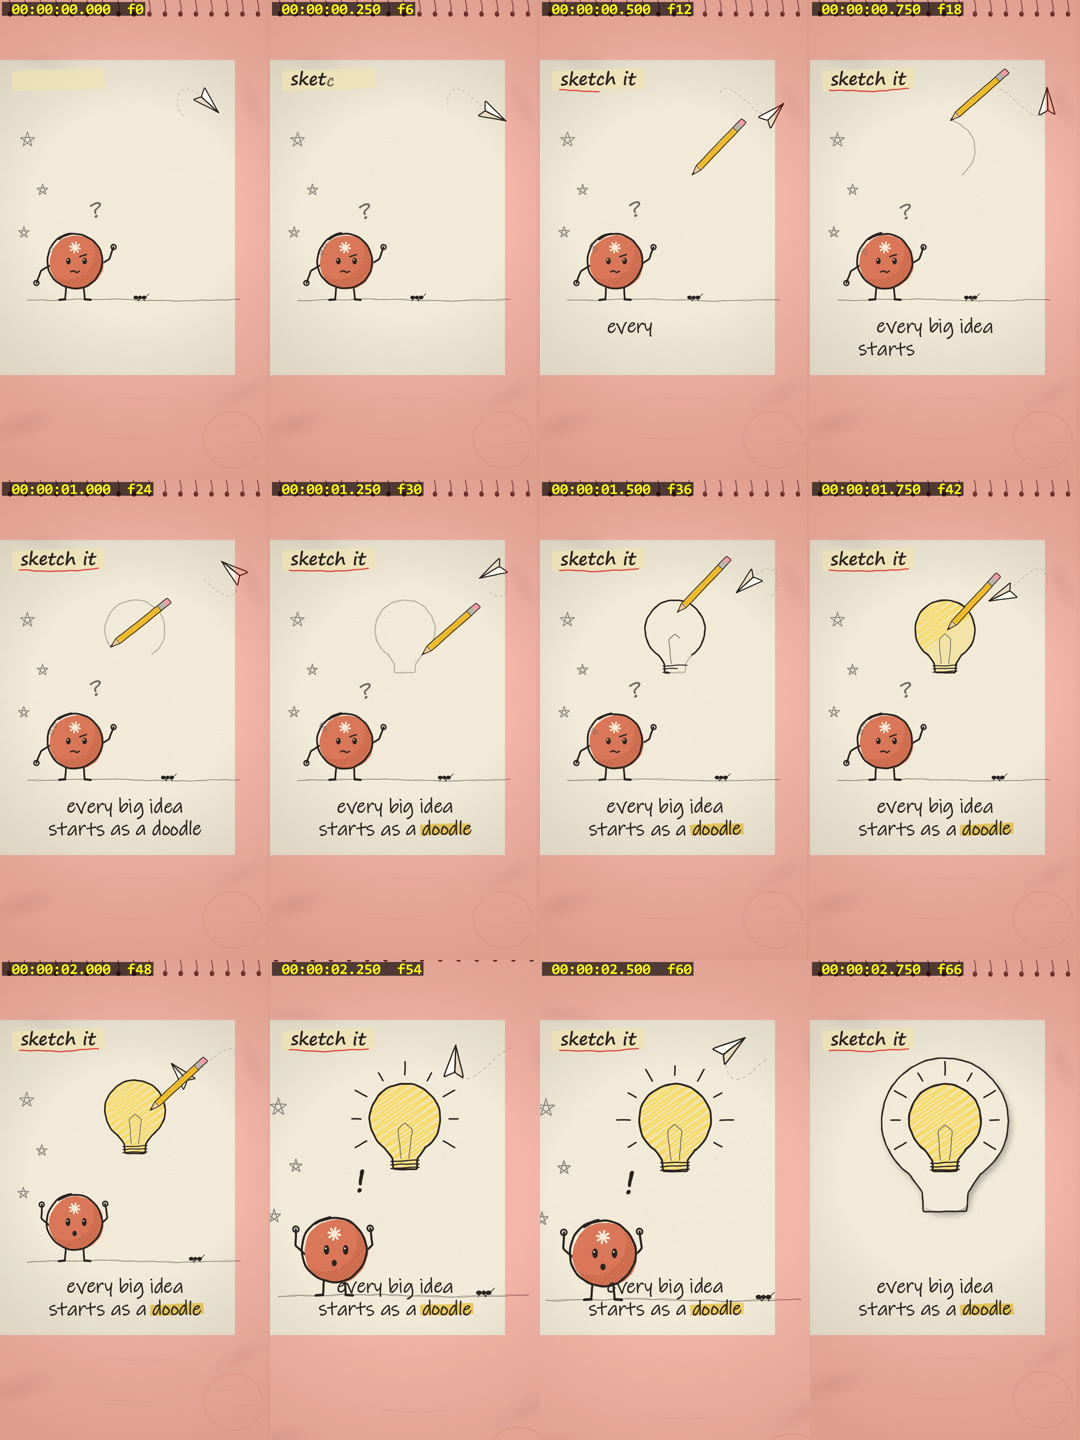 00:00:00.000 f0
00:00:00.250 f6
sketc
00:00:00.500 f12
sketch it
every
00:00:00.750 f18
sketch it
every big idea
starts
?
?
?
?
00:00:01.000 f24
sketch it
?
every big idea
starts as a doodle
00:00:01.250 f30
sketch it
?
every big idea
starts as a doodle
00:00:01.500 f36
sketch it
?
every big idea
starts as a doodle
00:00:01.750 f42
sketch it
?
every big idea
starts as a doodle
00:00:02.000 f48
sketch it
every big idea
starts as a doodle
00:00:02.250 f54
sketch it
!
every big idea
starts as a doodle
00:00:02.500 f60
sketch it
!
every big idea
starts as a doodle
00:00:02.750 f66
every big idea
starts as a doodle